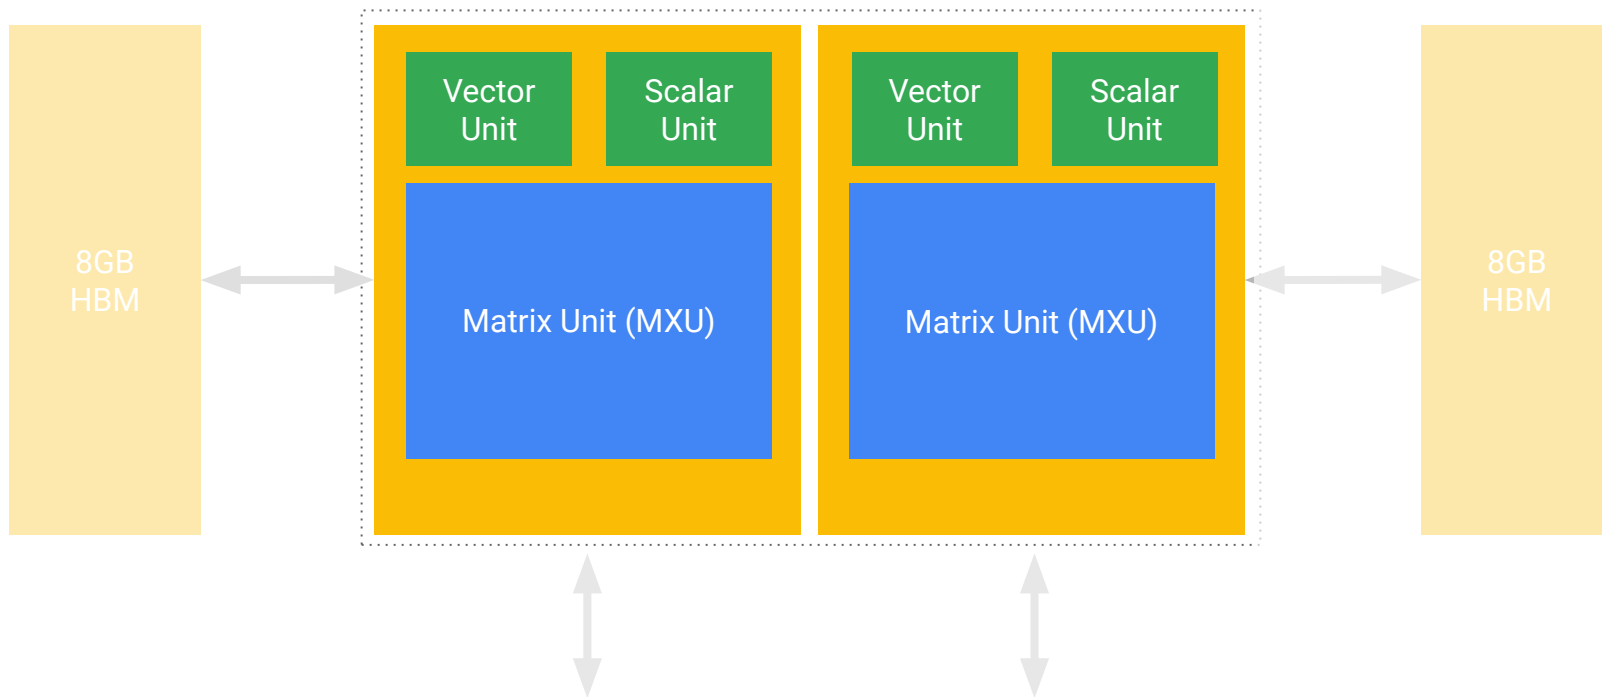 Vector
Unit
Scalar
Unit
Vector
Unit
Scalar
Unit
8GB
HBM
Matrix Unit (MXU)
Matrix Unit (MXU)
8GB
HBM